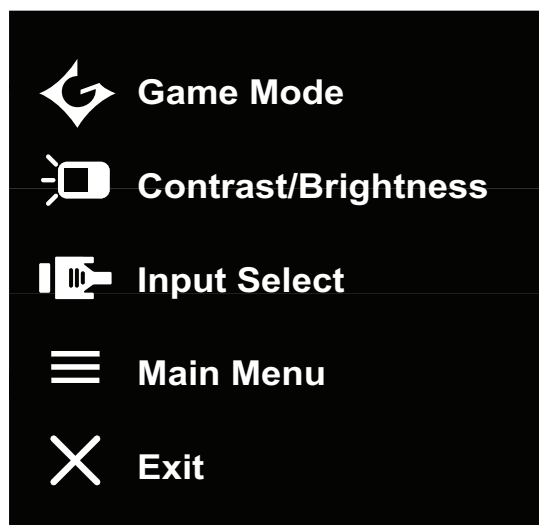 Game Mode
Contrast/Brightness
Input Select
Main Menu
Exit